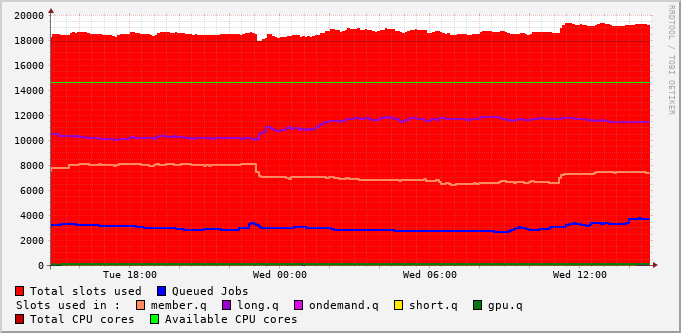 20000
18000
16000
14000
12000
10000
8000
6000
4000
2000
0
Tue 18:00 Wed 00:00 Wed 06:00 Wed 12:00
RRDTOOL / TOBI OETIKER
Total slots used Queued Jobs
Slots used in : member.q long.q ondemand.q short.q gpu.q
Total CPU cores Available CPU cores